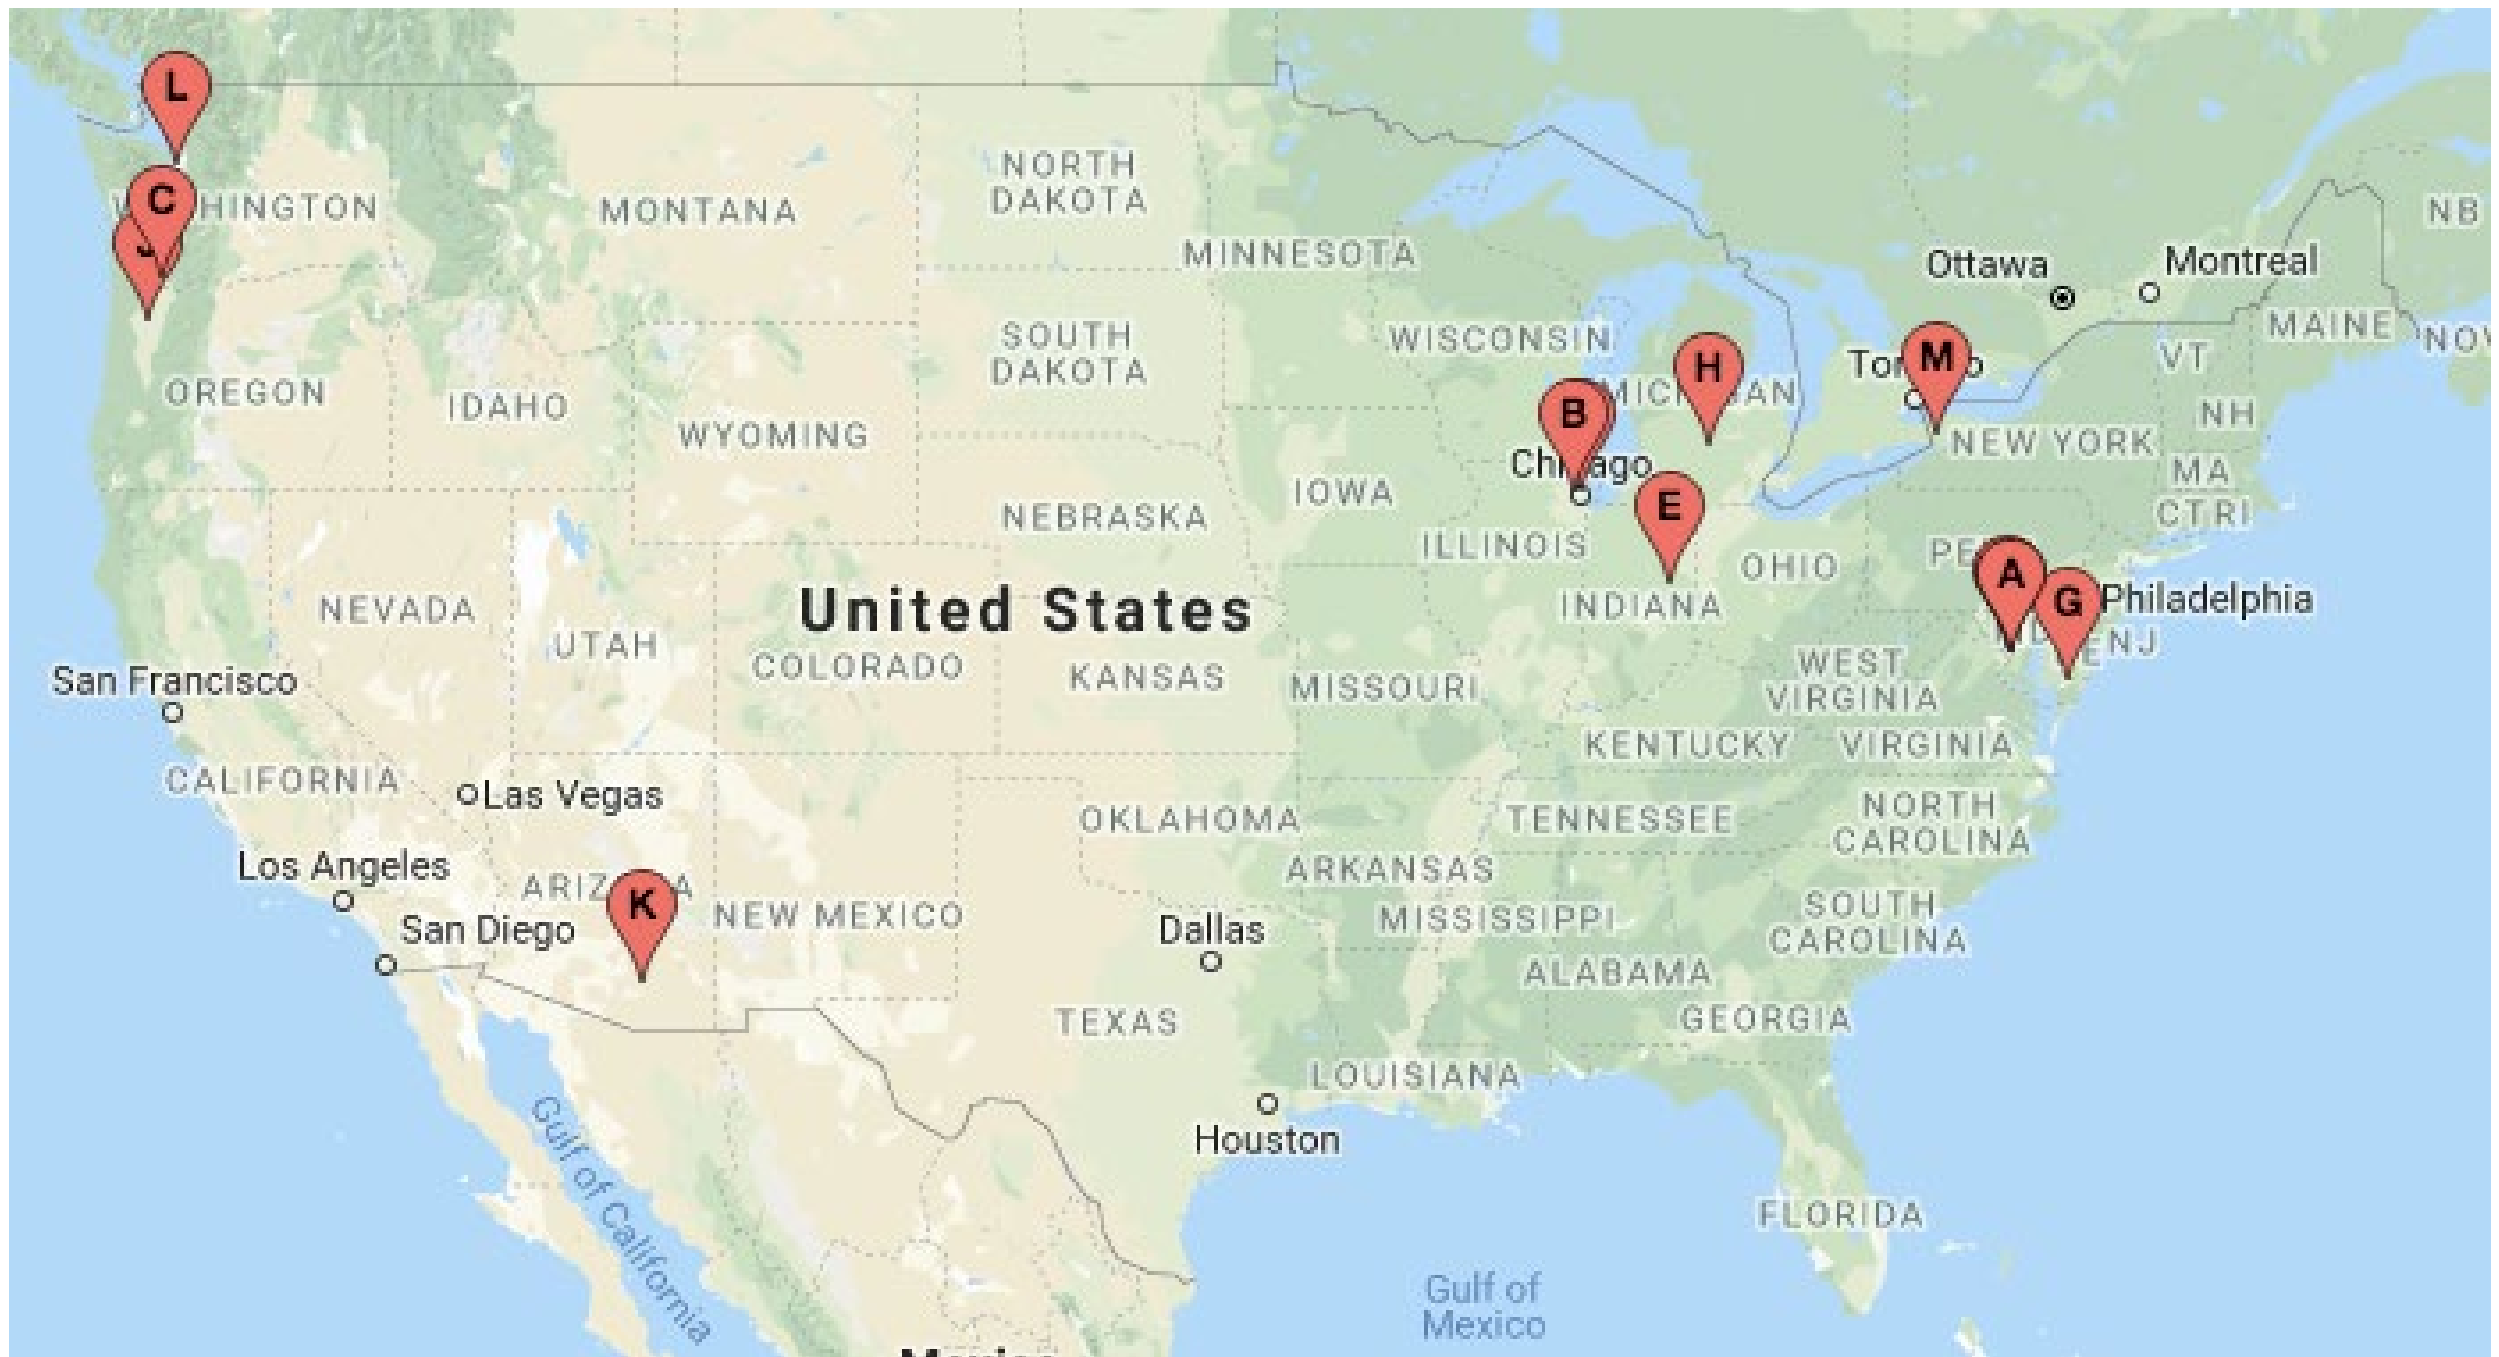 L
C
HINGTON
MONTANA
NORTH
DAKOTA
MINNESOTA
NB
Ottawa
Montreal
SOUTH
DAKOTA
WISCONSIN
MAINE
NOV
VT
OREGON
IDAHO
WYOMING
H
M
B
NH
NEW YORK
MA
CT RI
IOWA
NEBRASKA
E
ILLINOIS
OHIO
PE
A
G
Philadelphia
NJ
NEVADA
United States
INDIANA
UTAH
COLORADO
KANSAS
MISSOURI
WEST
VIRGINIA
San Francisco
KENTUCKY
VIRGINIA
CALIFORNIA
Las Vegas
OKLAHOMA
TENNESSEE
NORTH
CAROLINA
Los Angeles
ARIZ
A
K
NEW MEXICO
ARKANSAS
San Diego
Dallas
MISSISSIPPI
SOUTH
CAROLINA
ALABAMA
TEXAS
GEORGIA
LOUISIANA
Houston
Gulf of California
FLORIDA
Gulf of
Mexico